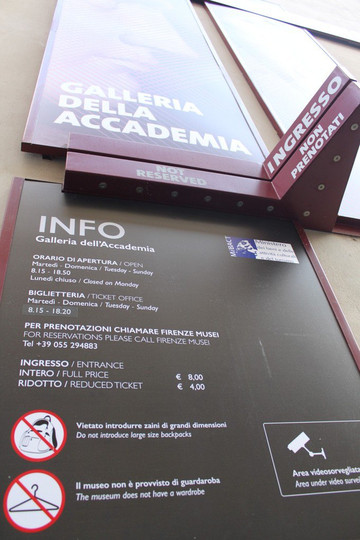 GALLERIA
DELLA
ACCADEMIA
INGRESSO
NON
PRENOTATI
NOT
RESERVED
INFO
Galleria dell'Accademia
MiBACT
ORARIO DI APERTURA / OPEN
Martedì - Domenica / Tuesday - Sunday
8.15 - 18.50
Lunedì chiuso / Closed on Monday
BIGLIETTERIA / TICKET OFFICE
Martedì - Domenica / Tuesday - Sunday
8.15 - 18.20
PER PRENOTAZIONI CHIAMARE FIRENZE MUSEI
FOR RESERVATIONS PLEASE CALL FIRENZE MUSEI
Tel +39 055 294883
INGRESSO / ENTRANCE
INTERO / FULL PRICE € 8,00
RIDOTTO / REDUCED TICKET € 4,00
Vietato introdurre zaini di grandi dimensioni
Do not introduce large size backpacks
Il museo non è provvisto di guardaroba
The museum does not have a wardrobe
Area videosorvegliata
Area under video survei